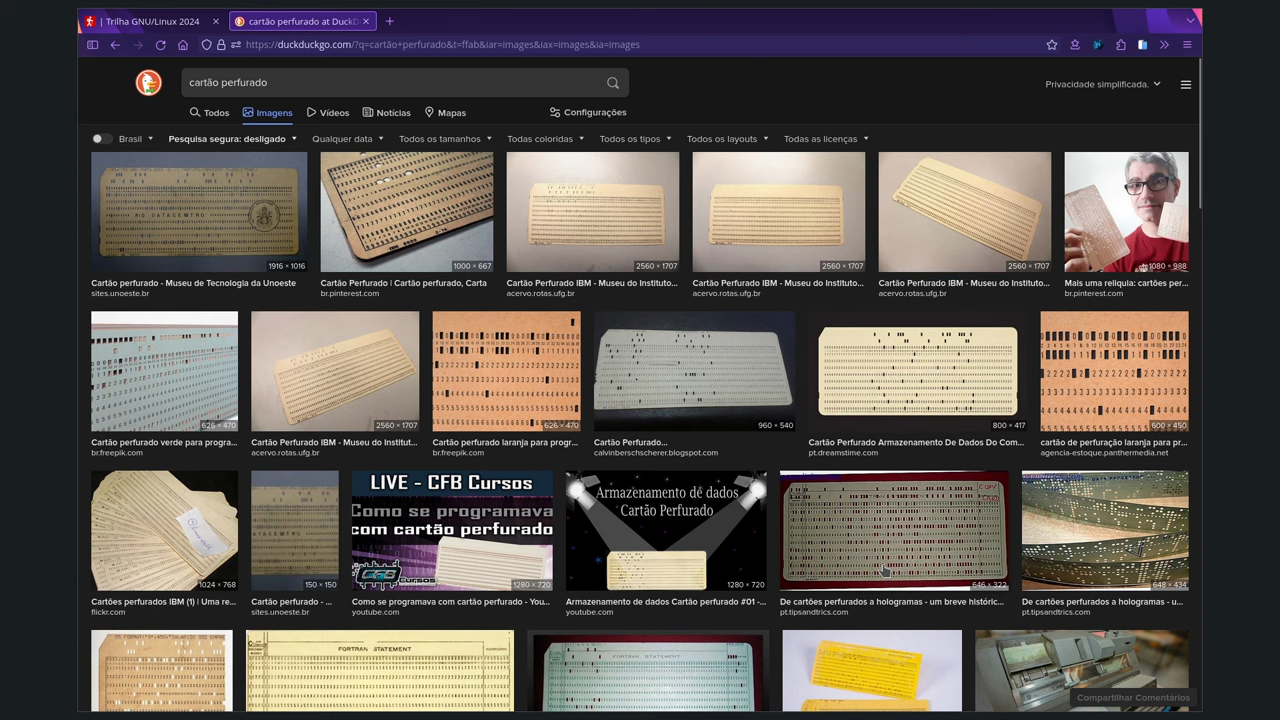 | Trilha GNU/Linux 2024
cartão perfurado at DuckD
https://duckduckgo.com/?q=cartão+perfurado&t=ffab&iar=images&iax=images&ia=images
cartão perfurado
Privacidade simplificada.
Todos Imagens Vídeos Notícias Mapas Configurações
Brasil Pesquisa segura: desligado Qualquer data Todos os tamanhos Todas coloridas Todos os tipos Todos os layouts Todas as licenças
RIO DATACENTRO
1916 × 1016 1000 × 667 2560 × 1707 2560 × 1707 2560 × 1707 1080 × 988
Cartão perfurado - Museu de Tecnologia da Unoeste
sites.unoeste.br
Cartão Perfurado | Cartão perfurado, Carta
br.pinterest.com
Cartão Perfurado IBM - Museu do Instituto...
acervo.rotas.ufg.br
Cartão Perfurado IBM - Museu do Instituto...
acervo.rotas.ufg.br
Cartão Perfurado IBM - Museu do Instituto...
acervo.rotas.ufg.br
Mais uma reliquia: cartões per...
br.pinterest.com
626 × 470 2560 × 1707 626 × 470 960 × 540 800 × 417 600 × 450
Cartão perfurado verde para progra...
br.freepik.com
Cartão Perfurado IBM - Museu do Institut...
acervo.rotas.ufg.br
Cartão perfurado laranja para progr...
br.freepik.com
Cartão Perfurado...
calvinberschscherer.blogspot.com
Cartão Perfurado Armazenamento De Dados Do Com...
pt.dreamstime.com
cartão de perfuração laranja para pr...
agencia-estoque.panthermedia.net
LIVE - CFB Cursos
Como se programava
com cartão perfurado
CFB Cursos
Armazenamento de dados
Cartão Perfurado
1024 × 768 150 × 150 1280 × 720 1280 × 720 646 × 322 648 × 434
Cartões perfurados IBM (1) | Uma re...
flickr.com
Cartão perfurado - ...
sites.unoeste.br
Como se programava com cartão perfurado - You...
youtube.com
Armazenamento de dados Cartão perfurado #01 -...
youtube.com
De cartões perfurados a hologramas - um breve históric...
pt.tipsandtrics.com
De cartões perfurados a hologramas - u...
pt.tipsandtrics.com
FORTRAN STATEMENT
FORTRAN STATEMENT
Compartilhar Comentários